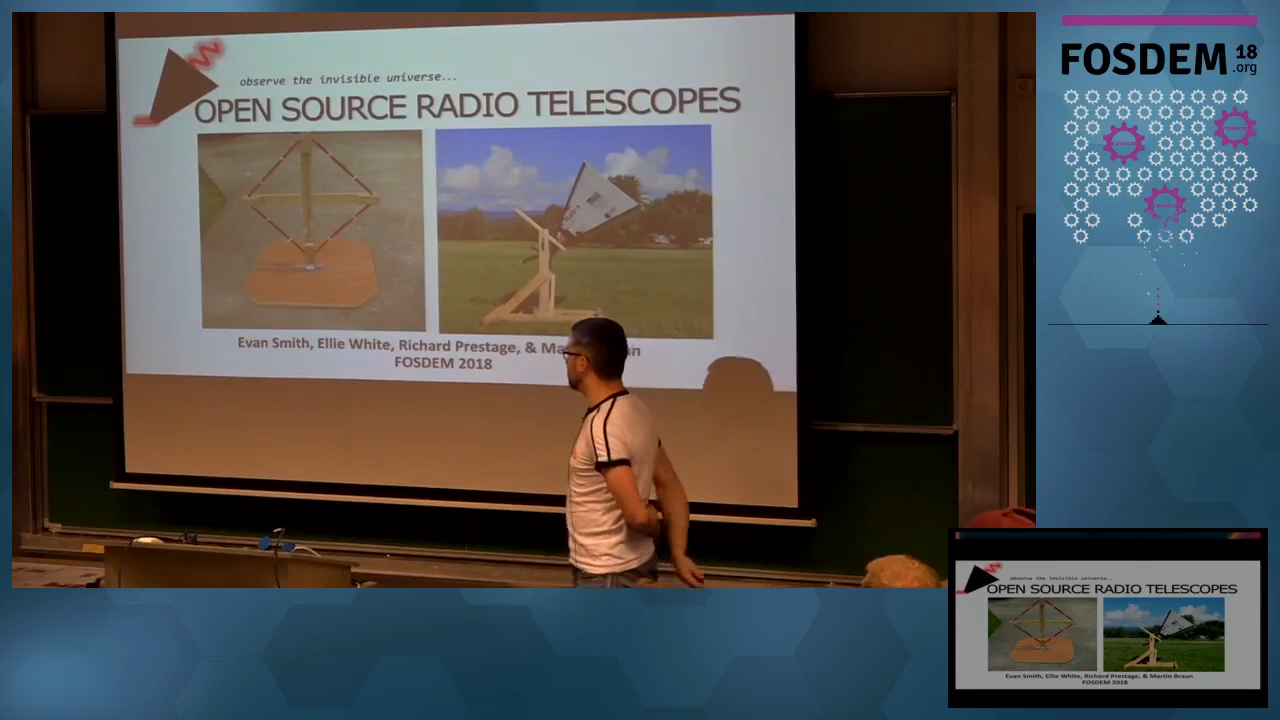 observe the invisible universe...
OPEN SOURCE RADIO TELESCOPES
Evan Smith, Ellie White, Richard Prestage, & Ma
FOSDEM 2018
FOSDEM 18
.org
observe the invisible universe...
OPEN SOURCE RADIO TELESCOPES
Evan Smith, Ellie White, Richard Prestage, & Martin Braun
FOSDEM 2018